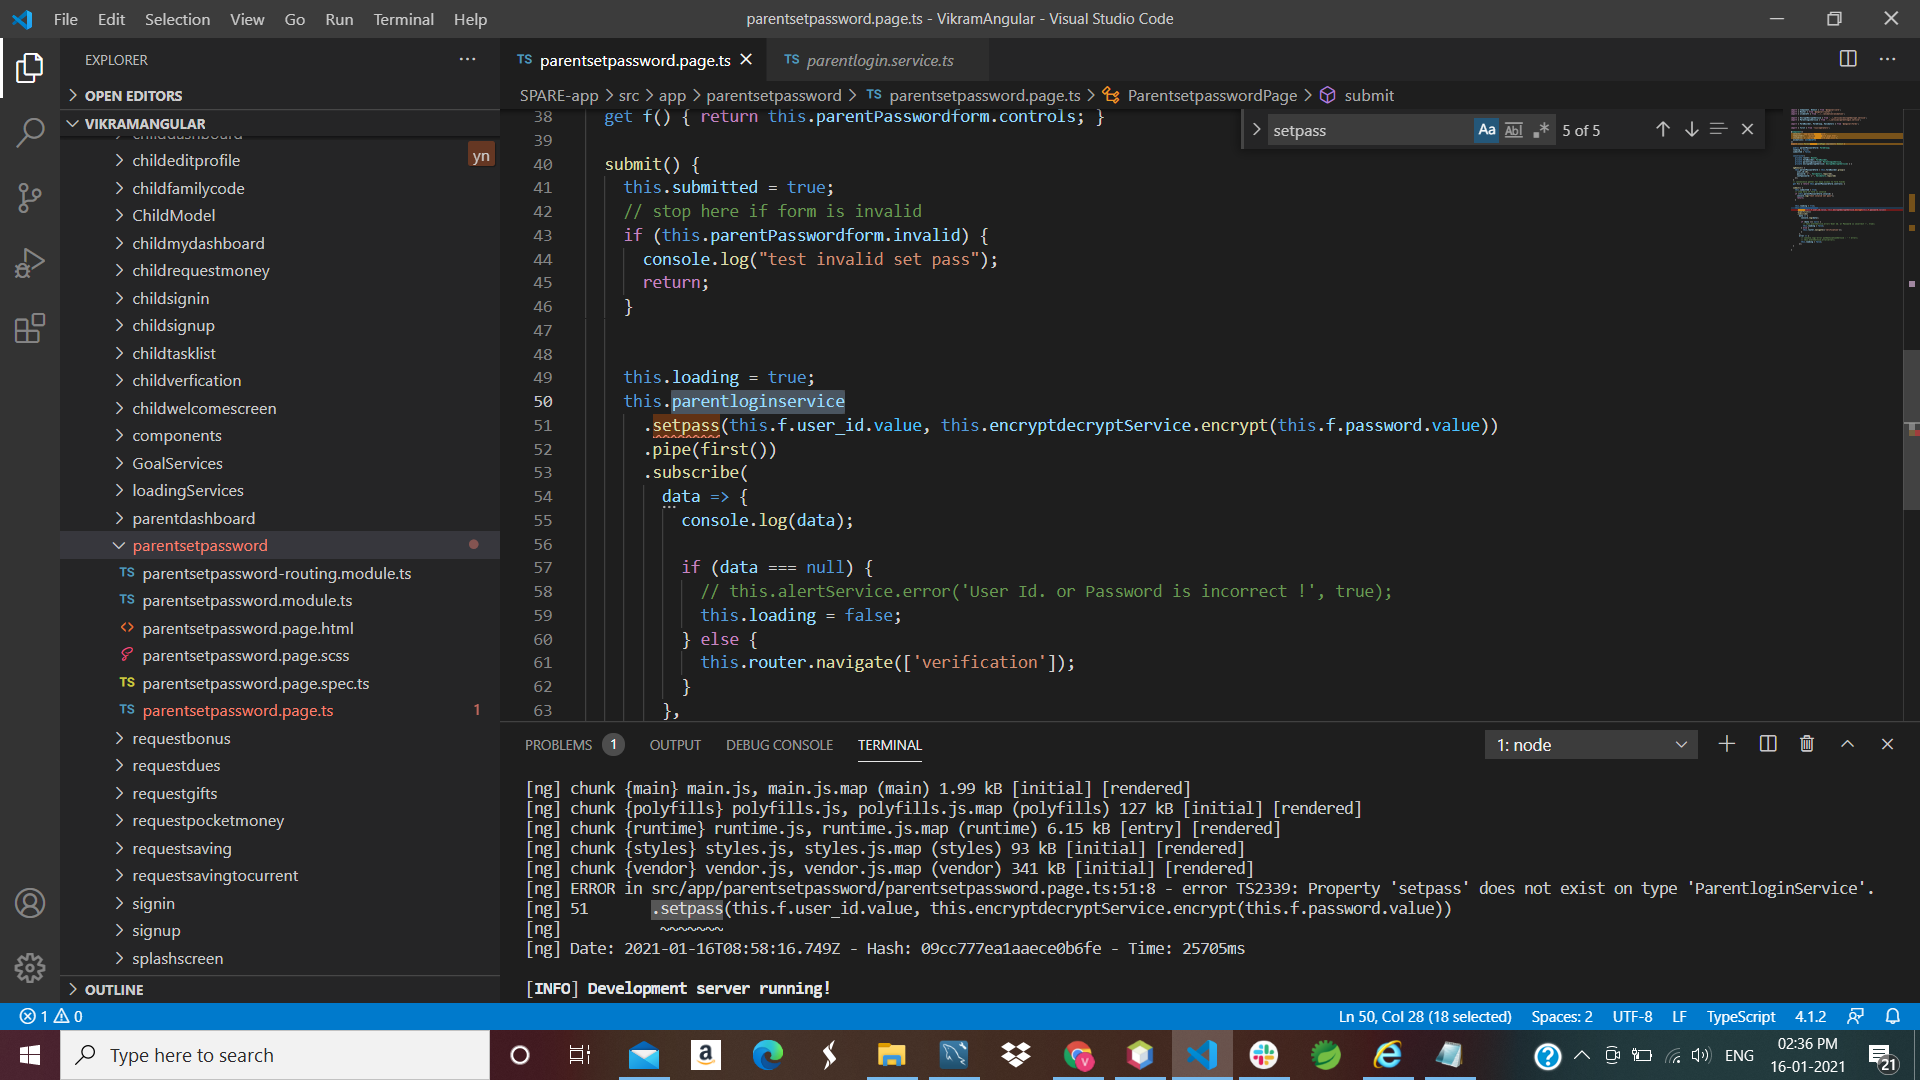 File Edit Selection View Go Run Terminal Help
parentsetpassword.page.ts - VikramAngular - Visual Studio Code
EXPLORER
OPEN EDITORS
VIKRAMANGULAR
childdashboard
childeditprofile
yn
childfamilycode
ChildModel
childmydashboard
childrequestmoney
childsignin
childsignup
childtasklist
childverfication
childwelcomescreen
components
GoalServices
loadingServices
parentdashboard
parentsetpassword
TS parentsetpassword-routing.module.ts
TS parentsetpassword.module.ts
<> parentsetpassword.page.html
parentsetpassword.page.scss
TS parentsetpassword.page.spec.ts
TS parentsetpassword.page.ts 1
requestbonus
requestdues
requestgifts
requestpocketmoney
requestsaving
requestsavingtocurrent
signin
signup
splashscreen
OUTLINE
TS parentsetpassword.page.ts
TS parentlogin.service.ts
SPARE-app > src > app > parentsetpassword > TS parentsetpassword.page.ts > ParentsetpasswordPage > submit
setpass
Aa Abl .* 5 of 5
38 get f() { return this.parentPasswordform.controls; }
39
40 submit() {
41 this.submitted = true;
42 // stop here if form is invalid
43 if (this.parentPasswordform.invalid) {
44 console.log("test invalid set pass");
45 return;
46 }
47
48
49 this.loading = true;
50 this.parentloginservice
51 .setpass(this.f.user_id.value, this.encryptdecryptService.encrypt(this.f.password.value))
52 .pipe(first())
53 .subscribe(
54 data => {
55 console.log(data);
56
57 if (data === null) {
58 // this.alertService.error('User Id. or Password is incorrect !', true);
59 this.loading = false;
60 } else {
61 this.router.navigate(['verification']);
62 }
63 },
PROBLEMS 1 OUTPUT DEBUG CONSOLE TERMINAL
1: node
[ng] chunk {main} main.js, main.js.map (main) 1.99 kB [initial] [rendered]
[ng] chunk {polyfills} polyfills.js, polyfills.js.map (polyfills) 127 kB [initial] [rendered]
[ng] chunk {runtime} runtime.js, runtime.js.map (runtime) 6.15 kB [entry] [rendered]
[ng] chunk {styles} styles.js, styles.js.map (styles) 93 kB [initial] [rendered]
[ng] chunk {vendor} vendor.js, vendor.js.map (vendor) 341 kB [initial] [rendered]
[ng] ERROR in src/app/parentsetpassword/parentsetpassword.page.ts:51:8 - error TS2339: Property 'setpass' does not exist on type 'ParentloginService'.
[ng] 51 .setpass(this.f.user_id.value, this.encryptdecryptService.encrypt(this.f.password.value))
[ng] ~~~~~~~
[ng] Date: 2021-01-16T08:58:16.749Z - Hash: 09cc777ea1aaece0b6fe - Time: 25705ms
[INFO] Development server running!
1 0
Ln 50, Col 28 (18 selected) Spaces: 2 UTF-8 LF TypeScript 4.1.2
Type here to search
ENG
02:36 PM
16-01-2021
21